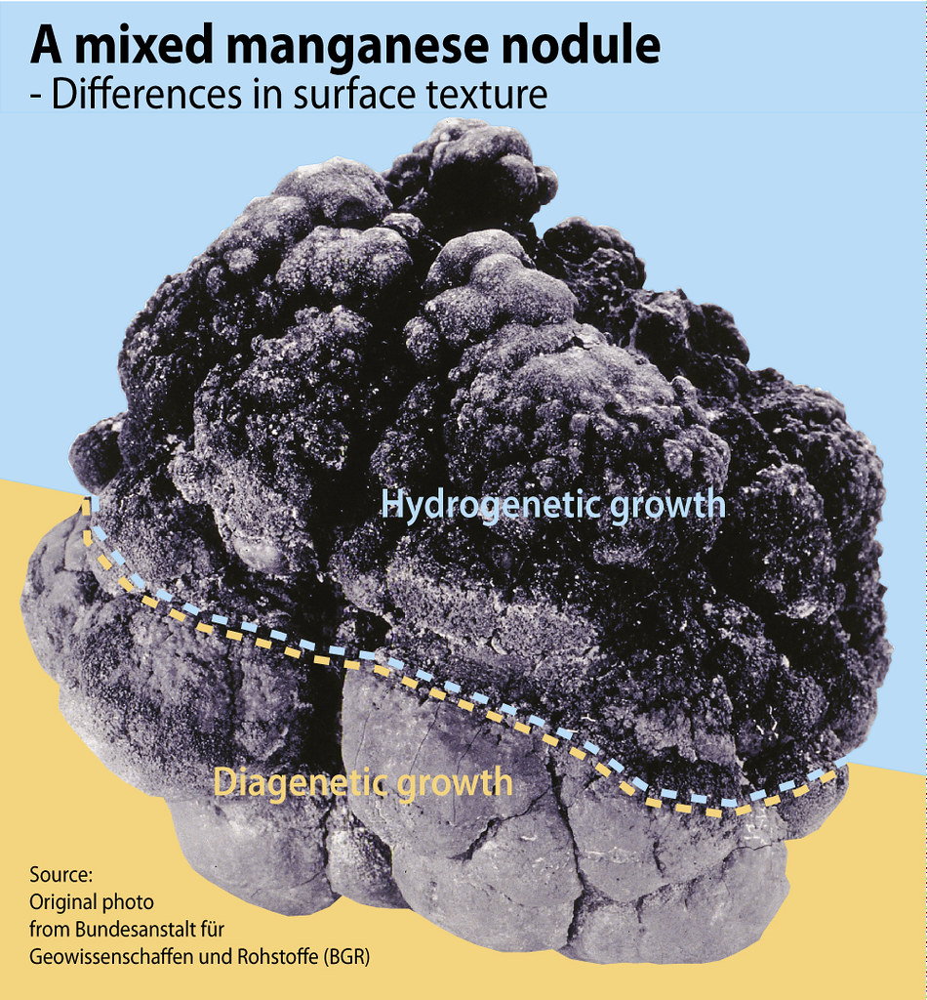 A mixed manganese nodule
- Differences in surface texture
Hydrogenetic growth
Diagenetic growth
Source:
Original photo
from Bundesanstalt für
Geowissenschaffen und Rohstoffe (BGR)